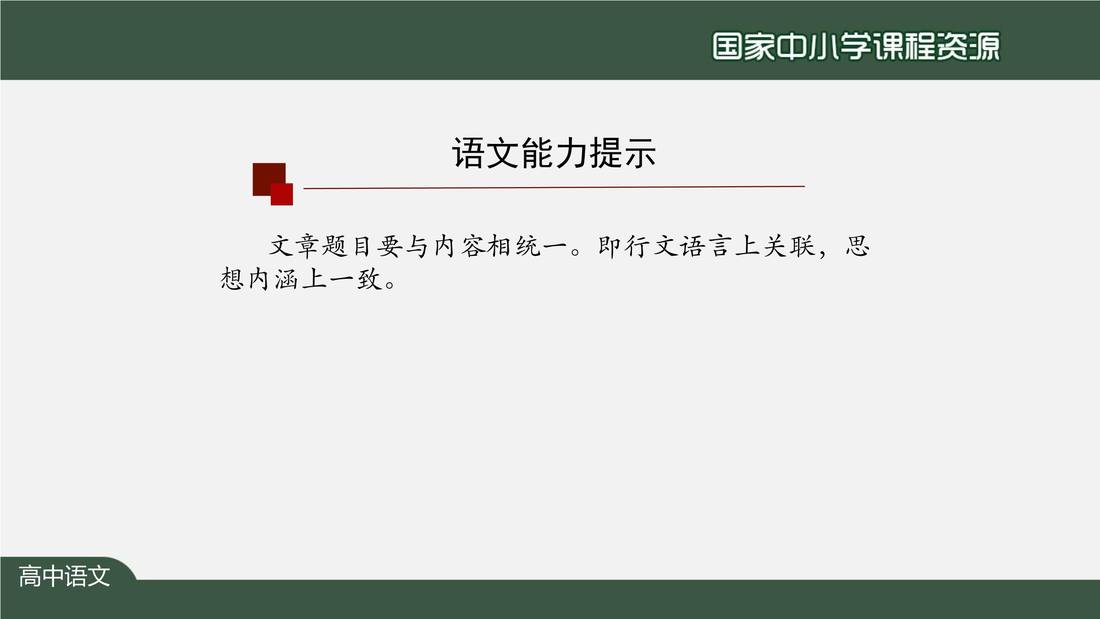 国家中小学课程资源
语文能力提示
文章题目要与内容相统一。即行文语言上关联，思
想内涵上一致。
高中语文